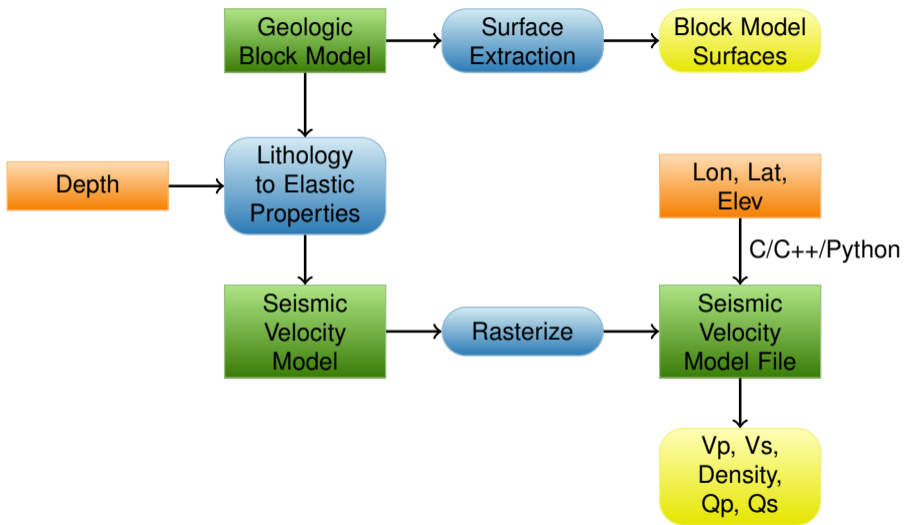 Geologic
Block Model
Surface
Extraction
Block Model
Surfaces
Depth
Lithology
to Elastic
Properties
Lon, Lat,
Elev
C/C++/Python
Seismic
Velocity
Model
Rasterize
Seismic
Velocity
Model File
Vp, Vs,
Density,
Qp, Qs